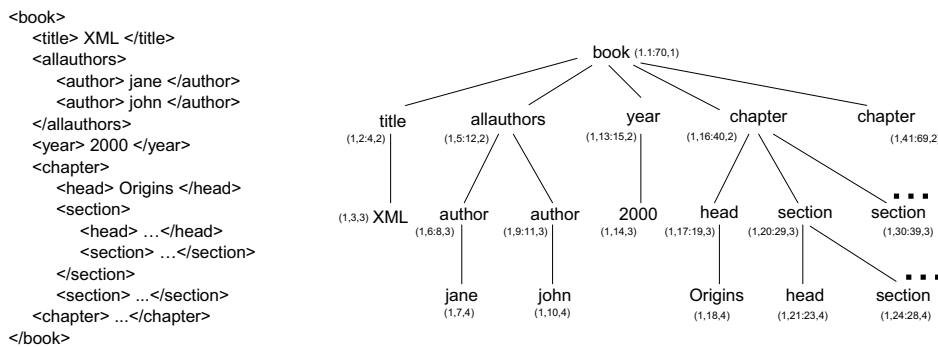 <book>
<title> XML </title>
<allauthors>
<author> jane </author>
<author> john </author>
</allauthors>
<year> 2000 </year>
<chapter>
<head> Origins </head>
<section>
<head> …</head>
<section> …</section>
</section>
<section> ...</section>
<chapter> ...</chapter>
</book>
book (1.1:70,1)
title allauthors year chapter chapter
(1,2:4,2) (1,5:12,2) (1,13:15,2) (1,16:40,2) (1,41:69,2
(1,3,3) XML author author 2000 head section section
(1,6:8,3) (1,9:11,3) (1,14,3) (1,17:19,3) (1,20:29,3) (1,30:39,3)
jane john Origins head section
(1,7,4) (1,10,4) (1,18,4) (1,21:23,4) (1,24:28,4)